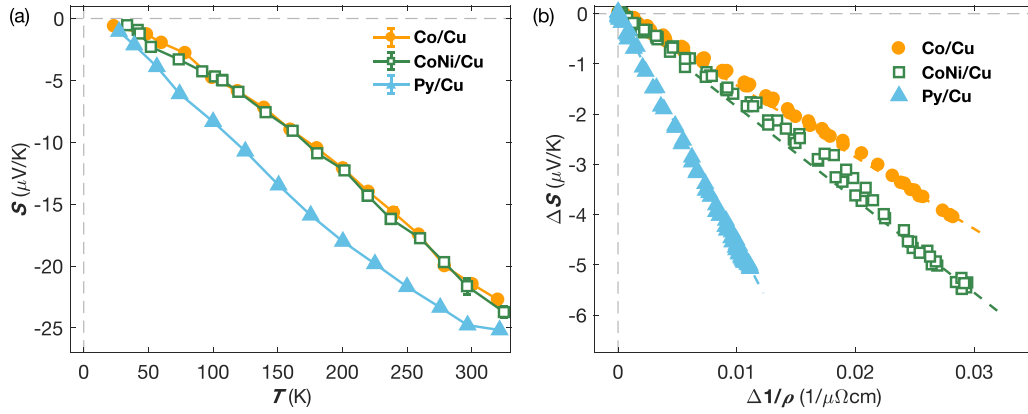 (a)
0
-5
-10
-15
-20
-25
S (μV/K)
0 50 100 150 200 250 300
T (K)
Co/Cu
CoNi/Cu
Py/Cu
(b)
0
-1
-2
-3
-4
-5
-6
ΔS (μV/K)
0 0.01 0.02 0.03
Δ1/ρ (1/μΩcm)
Co/Cu
CoNi/Cu
Py/Cu